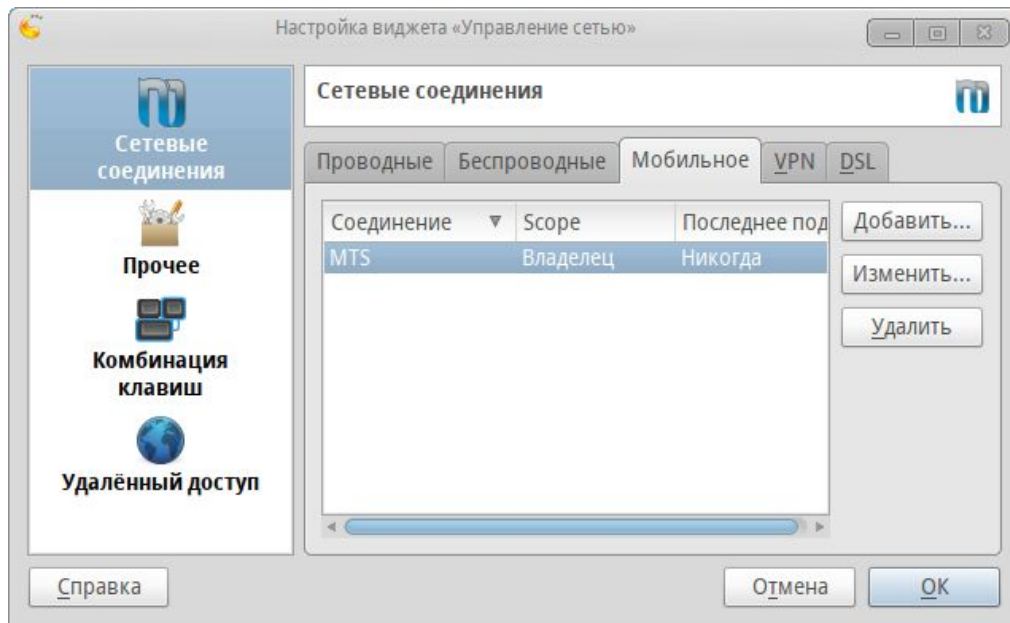 Настройка виджета «Управление сетью»
Сетевые
соединения
Прочее
Комбинация
клавиш
Удалённый доступ
Сетевые соединения
Проводные Беспроводные Мобильное VPN DSL
Соединение Scope Последнее под
MTS Владелец Никогда
Добавить...
Изменить...
Удалить
Справка
Отмена
OK